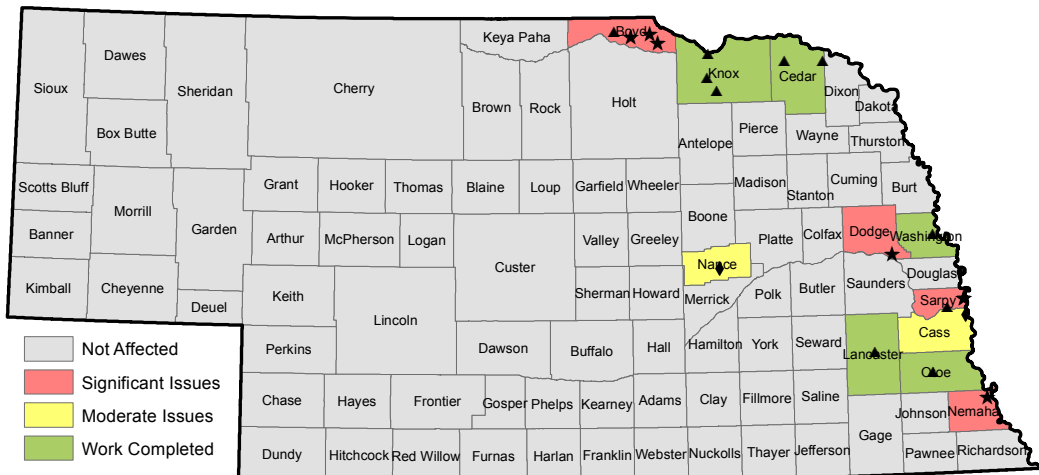 Keya Paha
Boyd
Dawes
Sioux
Sheridan
Cherry
Brown
Rock
Holt
Knox
Cedar
Dixon
Dakota
Box Butte
Antelope
Pierce
Wayne
Thurston
Scotts Bluff
Morrill
Garden
Grant
Hooker
Thomas
Blaine
Loup
Garfield
Wheeler
Boone
Madison
Stanton
Cuming
Burt
Banner
Arthur
McPherson
Logan
Custer
Valley
Greeley
Nance
Platte
Colfax
Dodge
Washington
Kimball
Cheyenne
Deuel
Keith
Lincoln
Sherman
Howard
Merrick
Polk
Butler
Saunders
Douglas
Sarpy
Perkins
Dawson
Buffalo
Hall
Hamilton
York
Seward
Lancaster
Cass
Otoe
Chase
Hayes
Frontier
Gosper
Phelps
Kearney
Adams
Clay
Fillmore
Saline
Gage
Johnson
Nemaha
Dundy
Hitchcock
Red Willow
Furnas
Harlan
Franklin
Webster
Nuckolls
Thayer
Jefferson
Pawnee
Richardson
Not Affected
Significant Issues
Moderate Issues
Work Completed